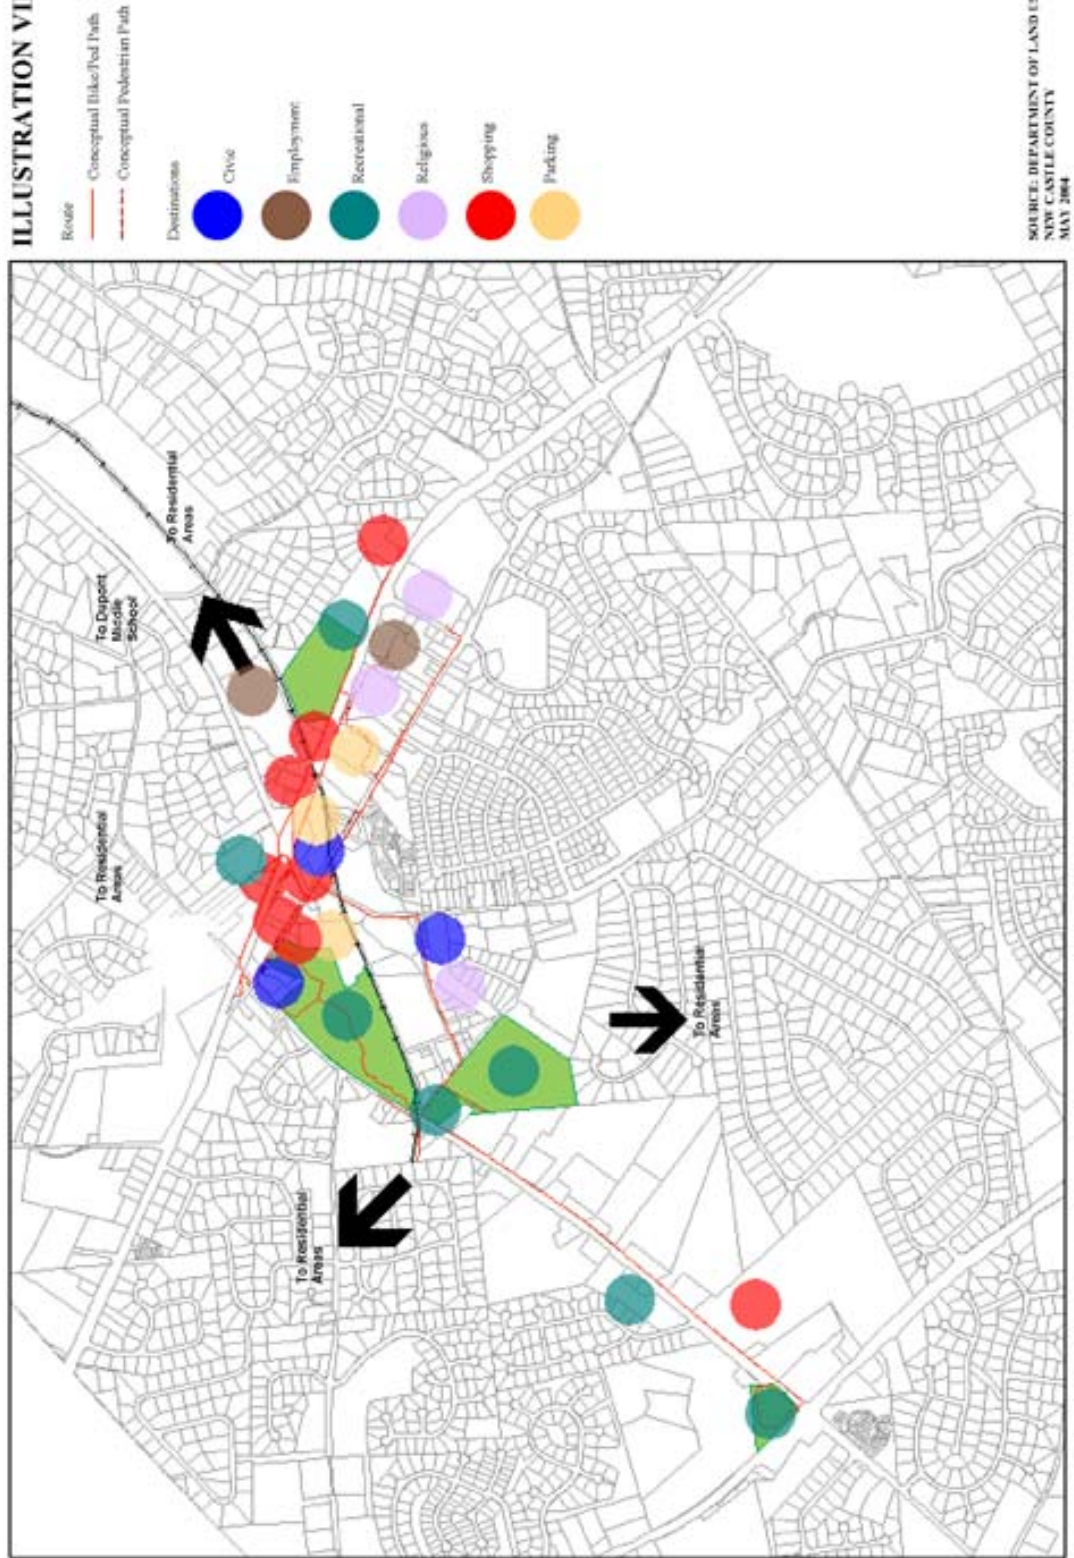 ILLUSTRATION
Route
Conceptual Bike/Ped Path
Conceptual Pedestrian Path
Destinations
Civic
Employment
Recreational
Religious
Shopping
Parking
To Residential
Areas
To Dupont
Middle
School
To Residential
Areas
To Residential
Areas
To Residential
Areas
SOURCE: DEPARTMENT OF LAND
NEW CASTLE COUNTY
MAY 2004